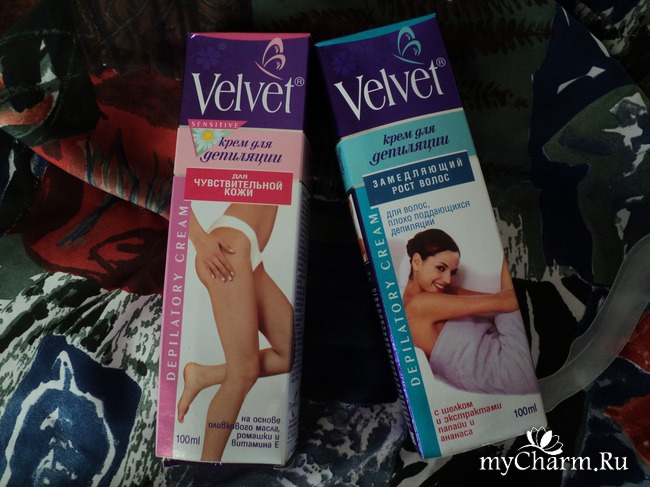 Velvet®
SENSITIVE
крем для
депиляции
для
ЧУВСТВИТЕЛЬНОЙ
КОЖИ
DEPILATORY CREAM
на основе
оливкового масла,
ромашки и
витамина Е
100ml
Velvet®
крем для
депиляции
ЗАМЕДЛЯЮЩИЙ
РОСТ ВОЛОС
для волос,
плохо поддающихся
депиляции
DEPILATORY CREAM
с шелком
и экстрактами
папайи и
ананаса
100ml
myCharm.Ru